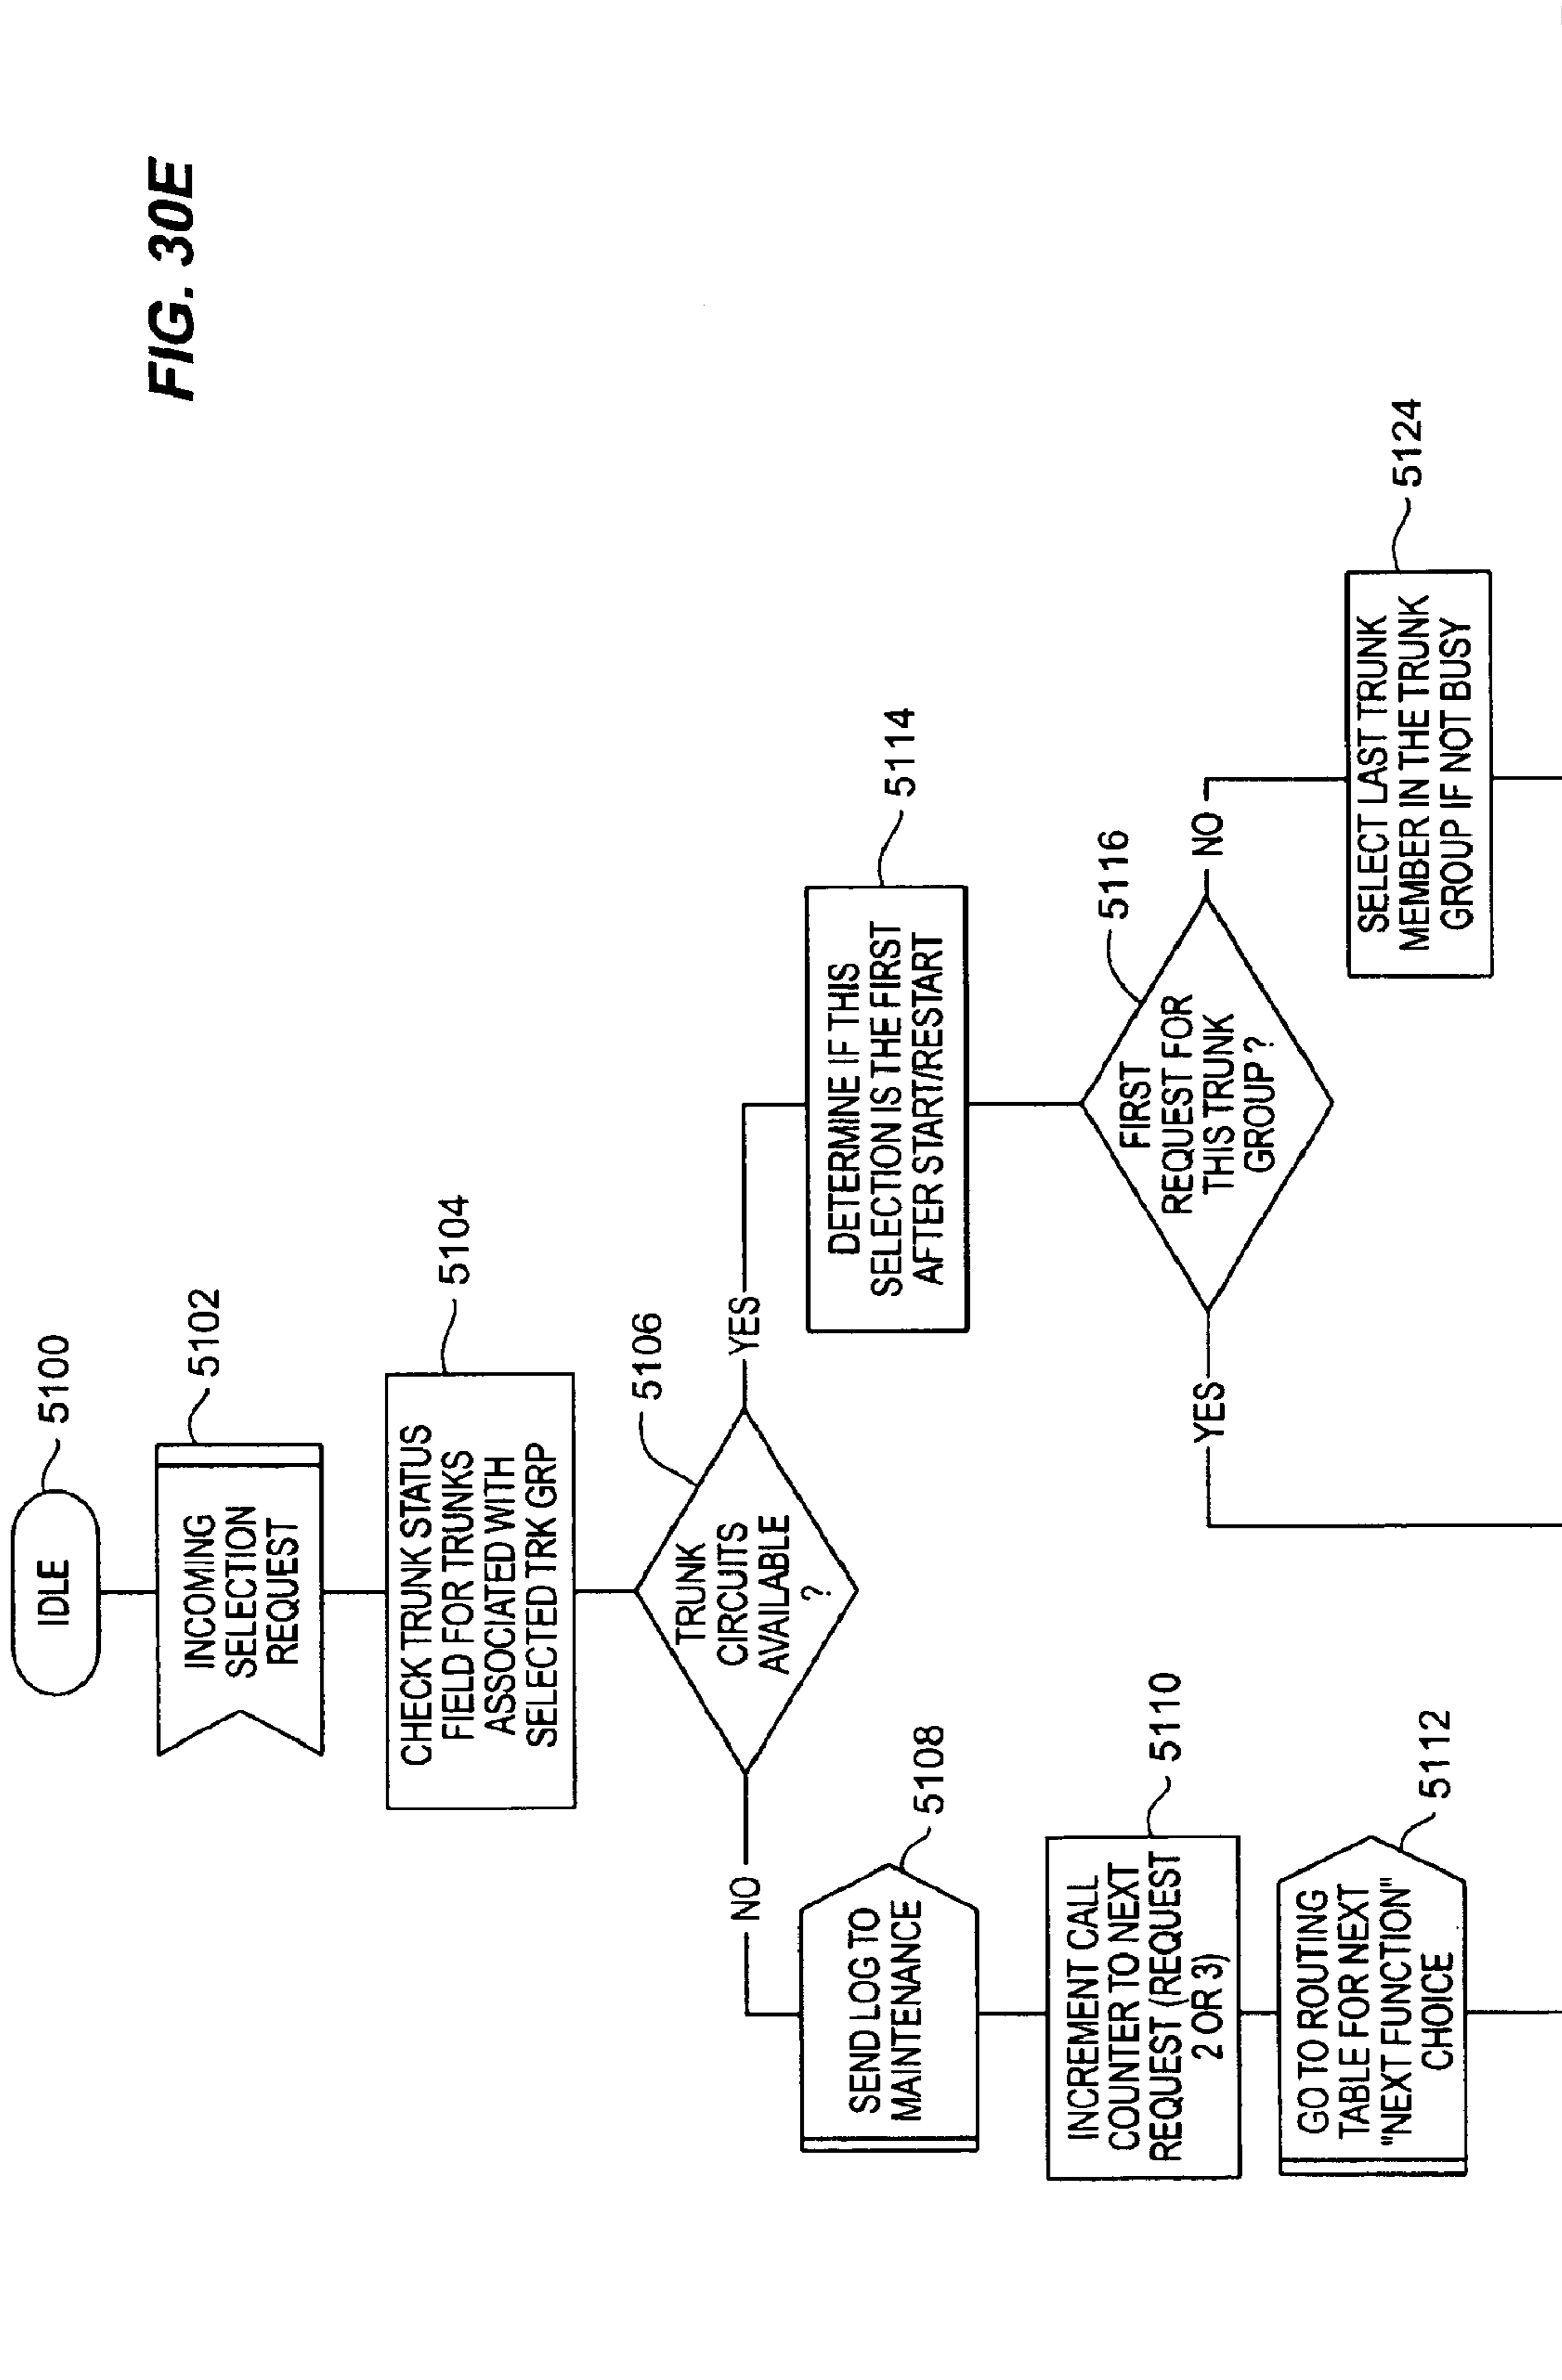 FIG. 30E
IDLE
5100
INCOMING
SELECTION
REQUEST
5102
CHECK TRUNK STATUS
FIELD FOR TRUNKS
ASSOCIATED WITH
SELECTED TRK GRP
5104
TRUNK
CIRCUITS
AVAILABLE
?
5106
NO
YES
SEND LOG TO
MAINTENANCE
5108
INCREMENT CALL
COUNTER TO NEXT
REQUEST (REQUEST
2 OR 3)
5110
GO TO ROUTING
TABLE FOR NEXT
"NEXT FUNCTION"
CHOICE
5112
DETERMINE IF THIS
SELECTION IS THE FIRST
AFTER START/RESTART
5114
FIRST
REQUEST FOR
THIS TRUNK
GROUP ?
5116
YES
NO
SELECT LAST TRUNK
MEMBER IN THE TRUNK
GROUP IF NOT BUSY
5124